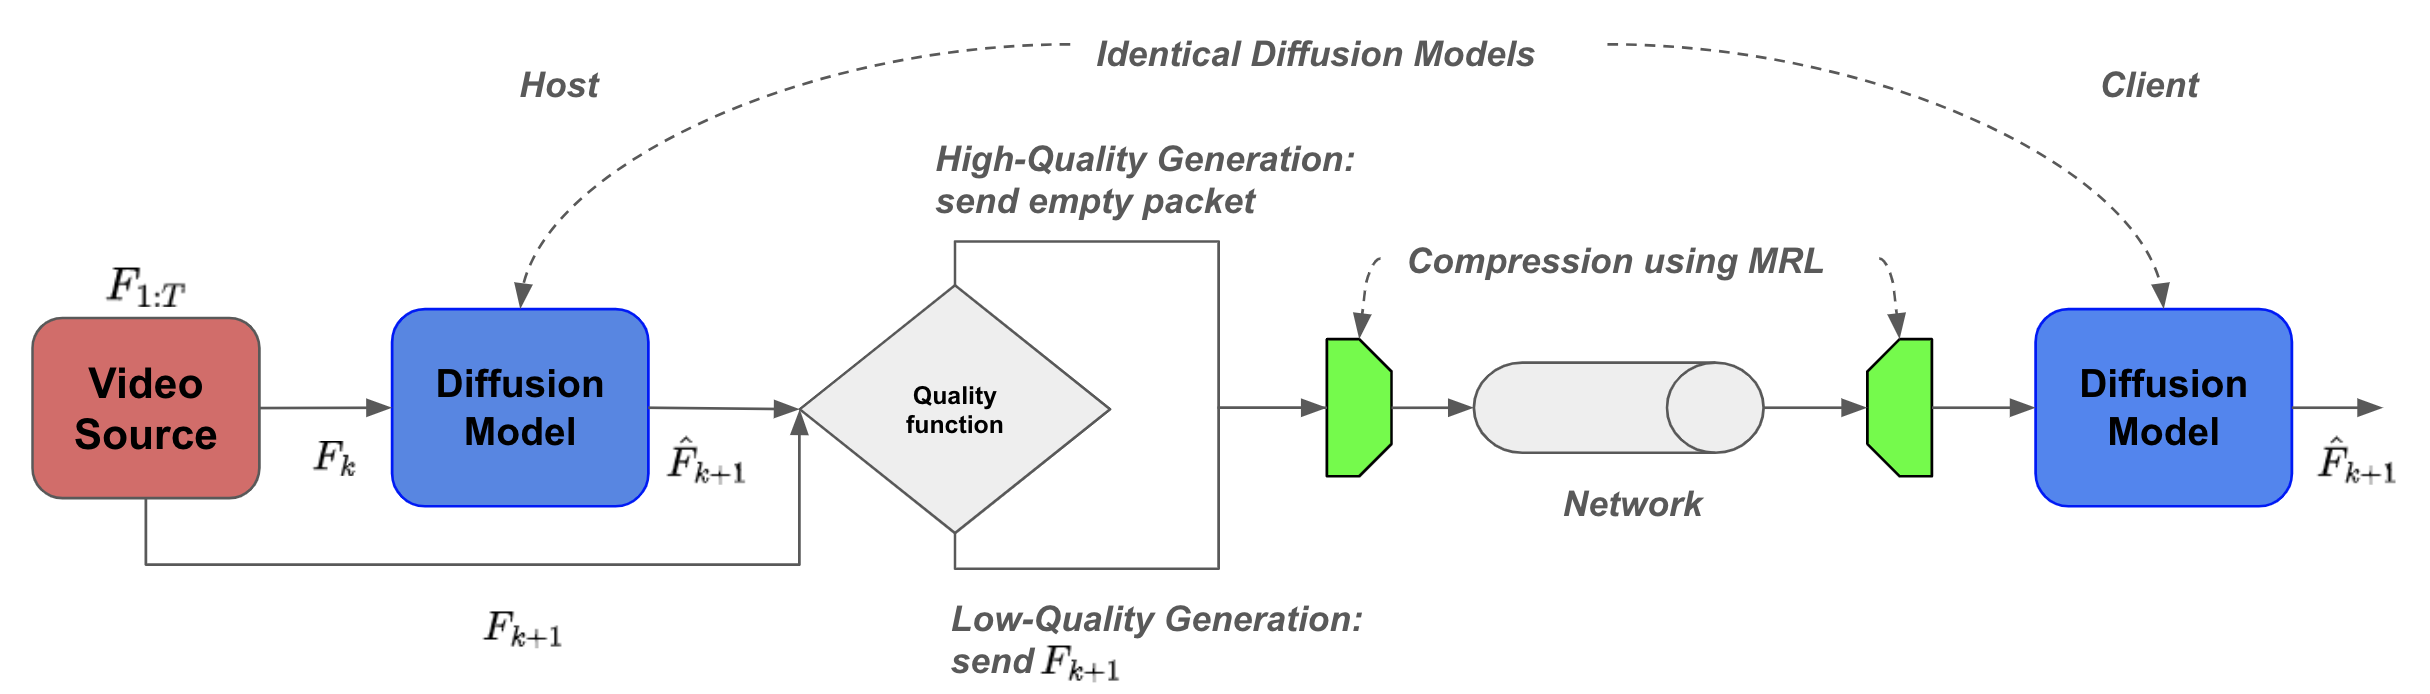 Identical Diffusion Models
Host
Client
High-Quality Generation:
send empty packet
Compression using MRL
F_{1:T}
Video
Source
F_k
Diffusion
Model
\hat{F}_{k+1}
Quality
function
Network
Diffusion
Model
\hat{F}_{k+1}
F_{k+1}
Low-Quality Generation:
send F_{k+1}